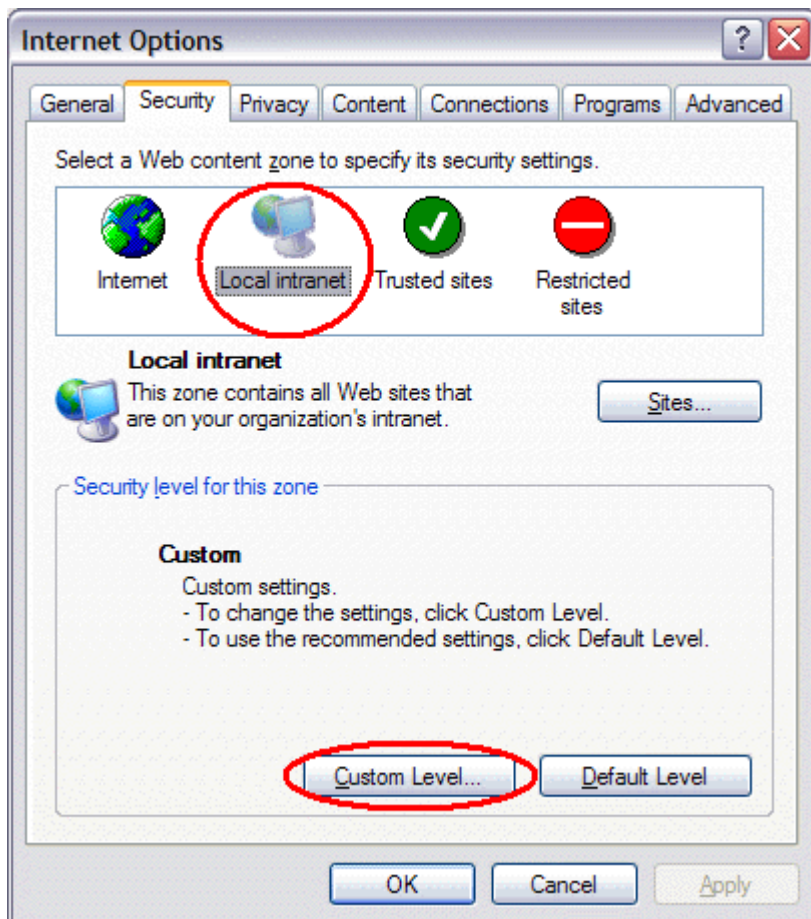 Internet Options
General Security Privacy Content Connections Programs Advanced
Select a Web content zone to specify its security settings.
Internet Local intranet Trusted sites Restricted
sites
Local intranet
This zone contains all Web sites that
are on your organization's intranet.
Sites...
Security level for this zone
Custom
Custom settings.
- To change the settings, click Custom Level.
- To use the recommended settings, click Default Level.
Custom Level... Default Level
OK Cancel Apply